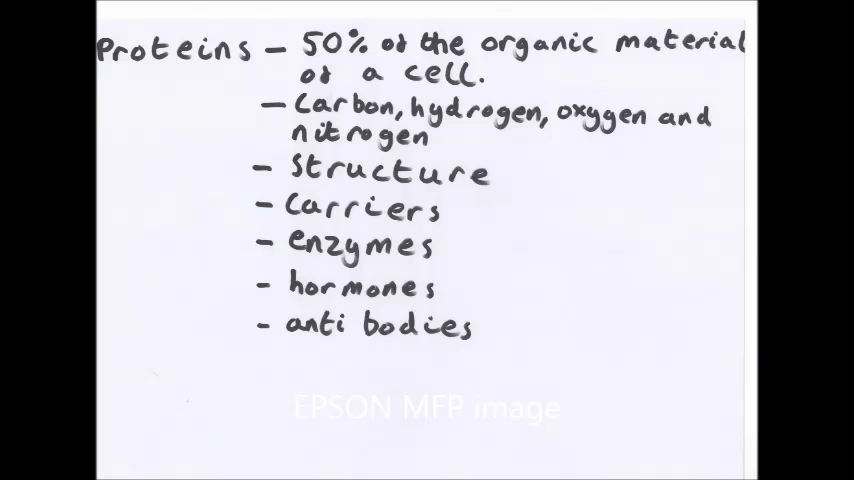 Proteins - 50% of the organic material
of a cell.
- Carbon, hydrogen, oxygen and
nitrogen
- Structure
- Carriers
- enzymes
- hormones
- anti bodies
EPSON MFP image